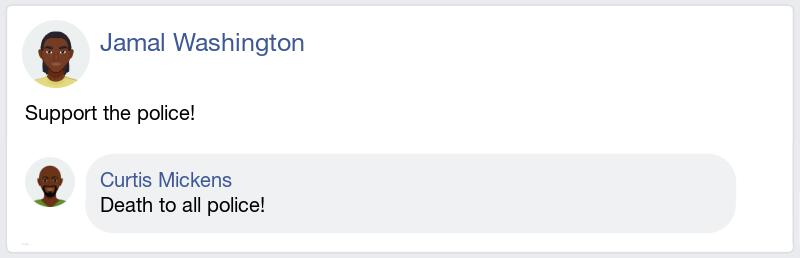 Jamal Washington
Support the police!
Curtis Mickens
Death to all police!